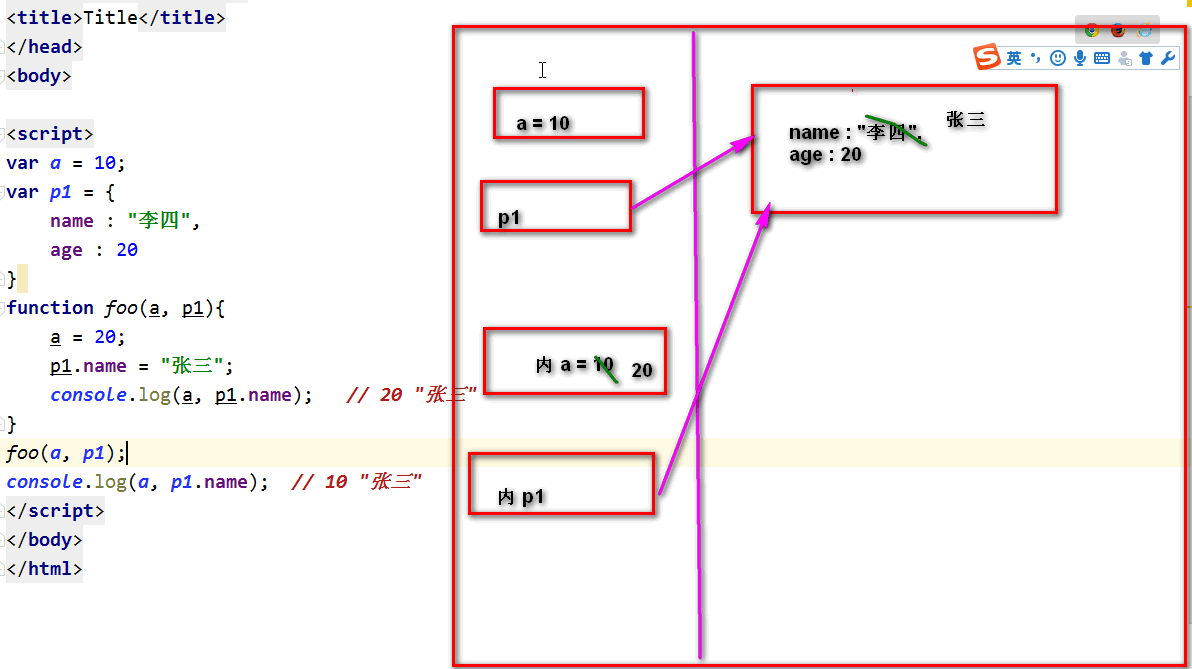 <title>Title</title>
</head>
<body>
<script>
var a = 10;
var p1 = {
name : "李四",
age : 20
}
function foo(a, p1){
a = 20;
p1.name = "张三";
console.log(a, p1.name);   // 20 "张三"
}
foo(a, p1);
console.log(a, p1.name);  // 10 "张三"
</script>
</body>
</html>
a = 10
p1
内 a = 10 20
内 p1
英
name : "李四", 张三
age : 20